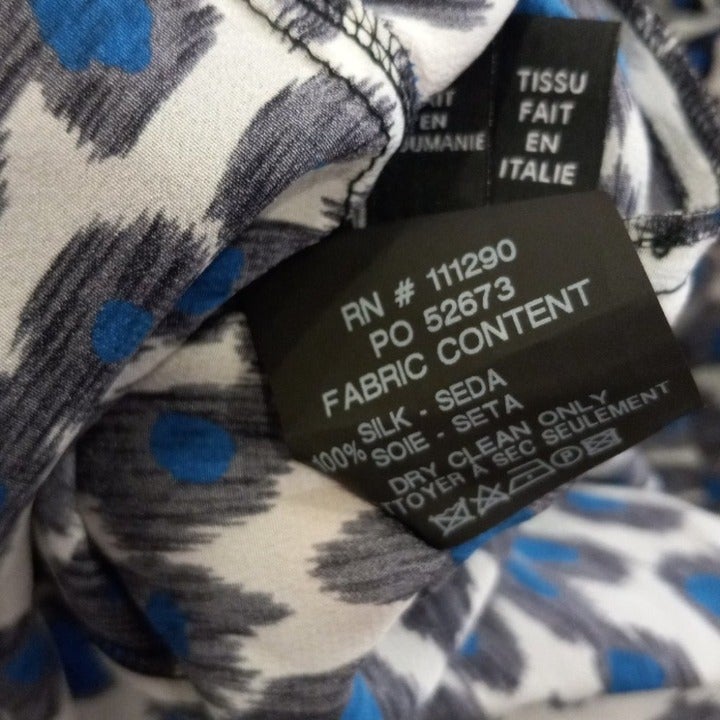 TISSU
FAIT
EN
ITALIE
EN
RN # 111290
PO 52673
FABRIC CONTENT
100% SILK - SEDA
SOIE - SETA
DRY CLEAN ONLY
À SEC SEULEMENT